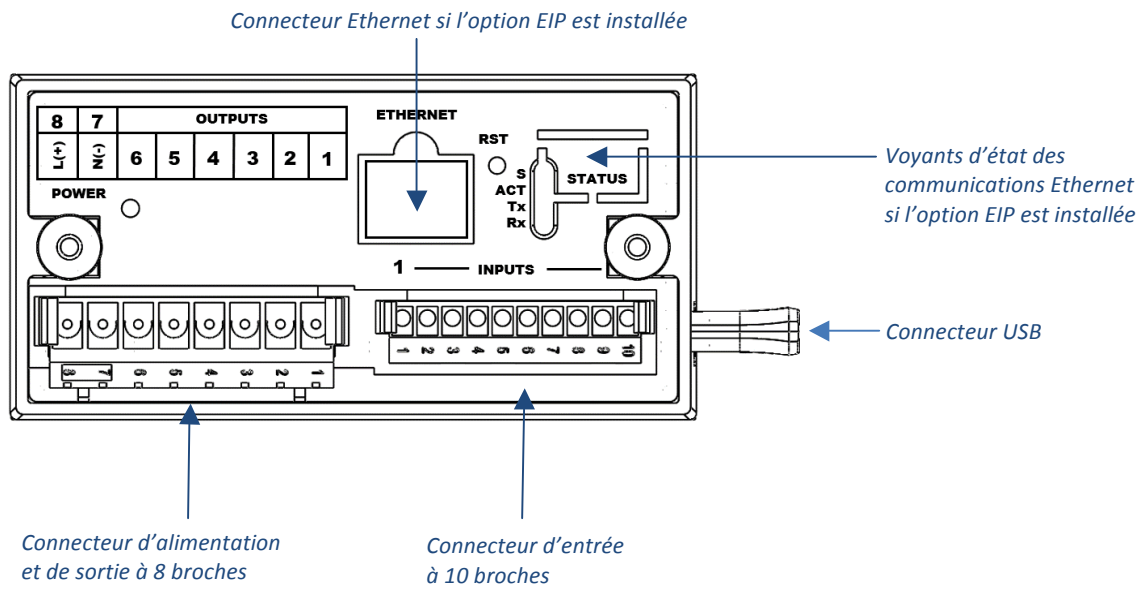 Connecteur Ethernet si l’option EIP est installée
8 7 OUTPUTS
L(+) N(-) 6 5 4 3 2 1
POWER
ETHERNET
RST
S
ACT
Tx
Rx
STATUS
Voyants d’état des
communications Ethernet
si l’option EIP est installée
1 INPUTS
1 2 3 4 5 6 7 8 9 10
8 7 6 5 4 3 2 1
Connecteur USB
Connecteur d’alimentation
et de sortie à 8 broches
Connecteur d’entrée
à 10 broches